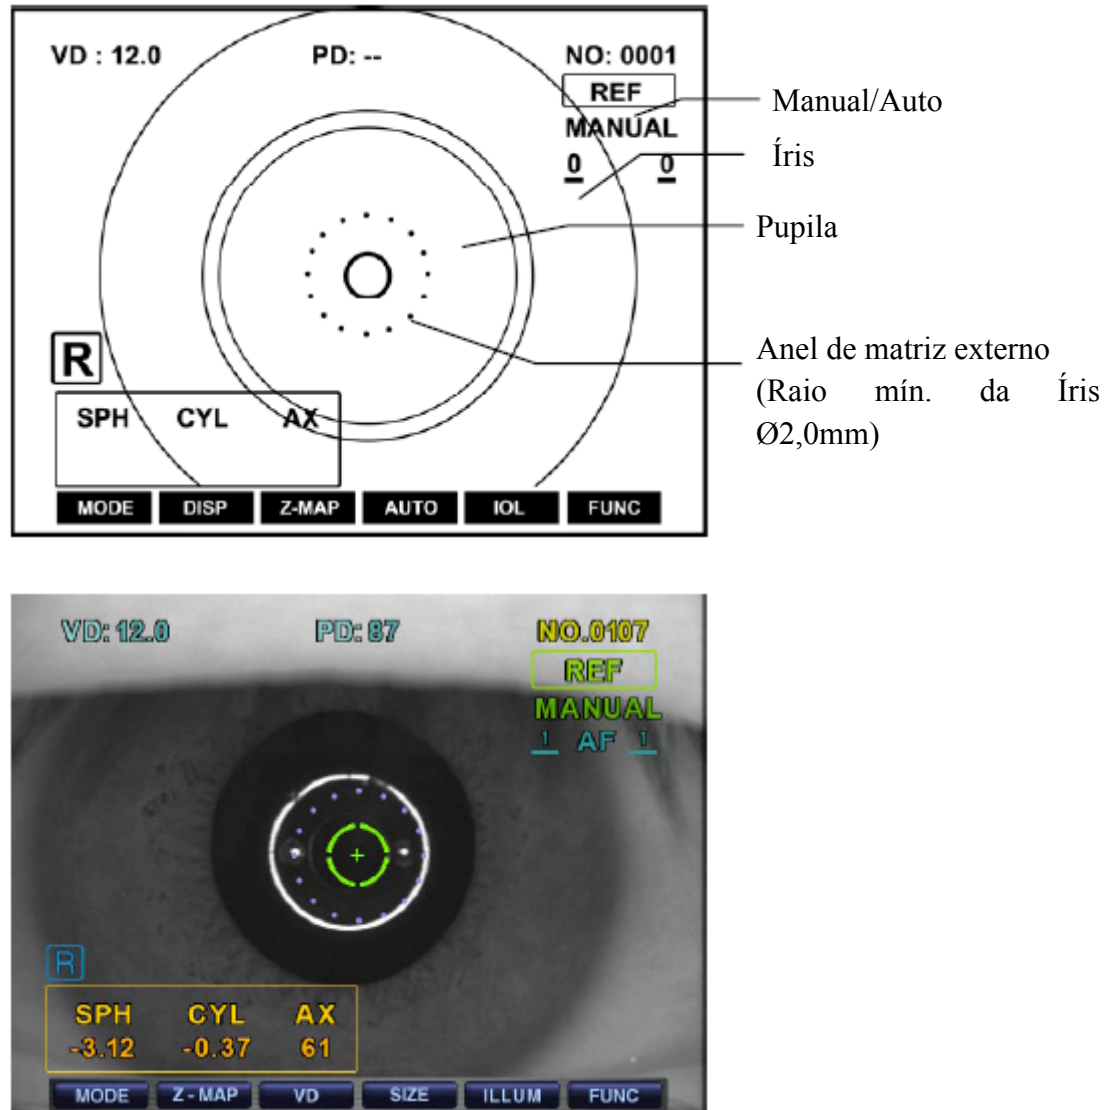 VD : 12.0 PD: -- NO: 0001
REF
MANUAL
0 0
Manual/Auto
Íris
Pupila
Anel de matriz externo
(Raio mín. da Íris
Ø2,0mm)
R
SPH CYL AX
MODE DISP Z-MAP AUTO IOL FUNC
VD: 12.0 PD: 87 NO.0107
REF
MANUAL
1 AF 1
R
SPH CYL AX
-3.12 -0.37 61
MODE Z-MAP VD SIZE ILLUM FUNC